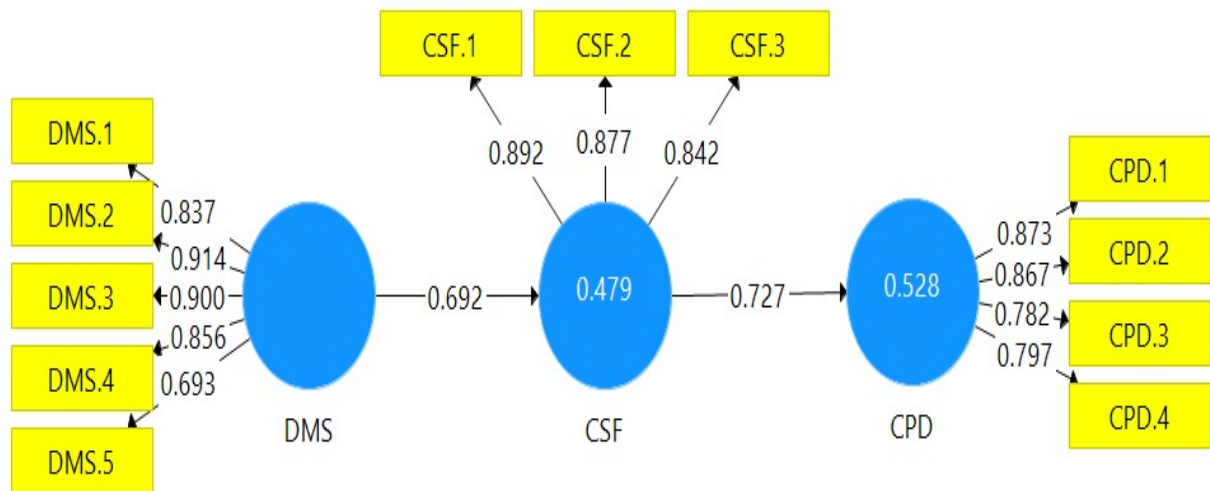 CSF.1
CSF.2
CSF.3
0.892
0.877
0.842
DMS.1
DMS.2
DMS.3
DMS.4
DMS.5
0.837
0.914
0.900
0.856
0.693
DMS
0.692
0.479
CSF
0.727
0.528
CPD
0.873
0.867
0.782
0.797
CPD.1
CPD.2
CPD.3
CPD.4